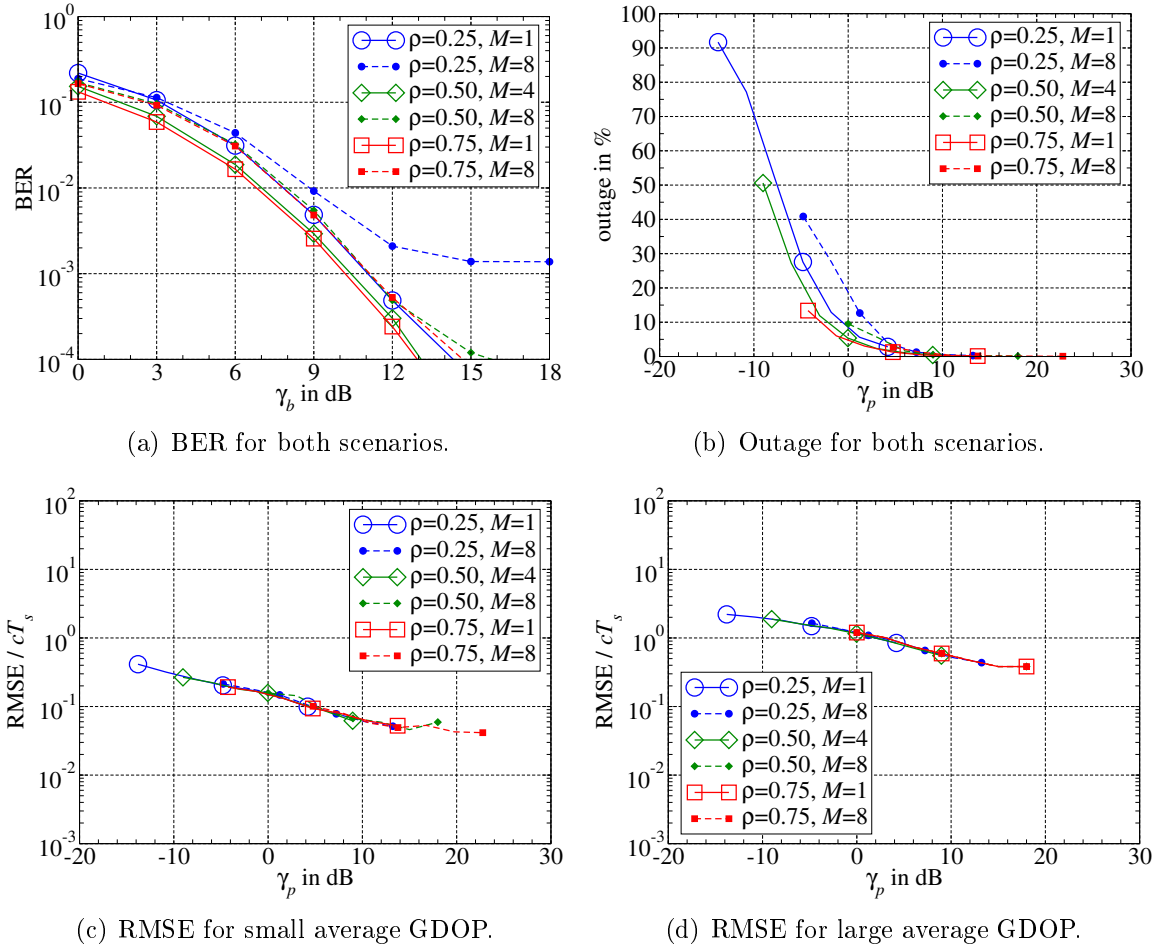 10^0
10^-1
10^-2
10^-3
10^-4
BER
0 3 6 9 12 15 18
γ_b in dB
ρ=0.25, M=1
ρ=0.25, M=8
ρ=0.50, M=4
ρ=0.50, M=8
ρ=0.75, M=1
ρ=0.75, M=8
(a) BER for both scenarios.
100
90
80
70
60
50
40
30
20
10
0
outage in %
-20 -10 0 10 20 30
γ_p in dB
ρ=0.25, M=1
ρ=0.25, M=8
ρ=0.50, M=4
ρ=0.50, M=8
ρ=0.75, M=1
ρ=0.75, M=8
(b) Outage for both scenarios.
10^2
10^1
10^0
10^-1
10^-2
10^-3
RMSE / cT_s
-20 -10 0 10 20 30
γ_p in dB
ρ=0.25, M=1
ρ=0.25, M=8
ρ=0.50, M=4
ρ=0.50, M=8
ρ=0.75, M=1
ρ=0.75, M=8
(c) RMSE for small average GDOP.
10^2
10^1
10^0
10^-1
10^-2
10^-3
RMSE / cT_s
-20 -10 0 10 20 30
γ_p in dB
ρ=0.25, M=1
ρ=0.25, M=8
ρ=0.50, M=4
ρ=0.50, M=8
ρ=0.75, M=1
ρ=0.75, M=8
(d) RMSE for large average GDOP.